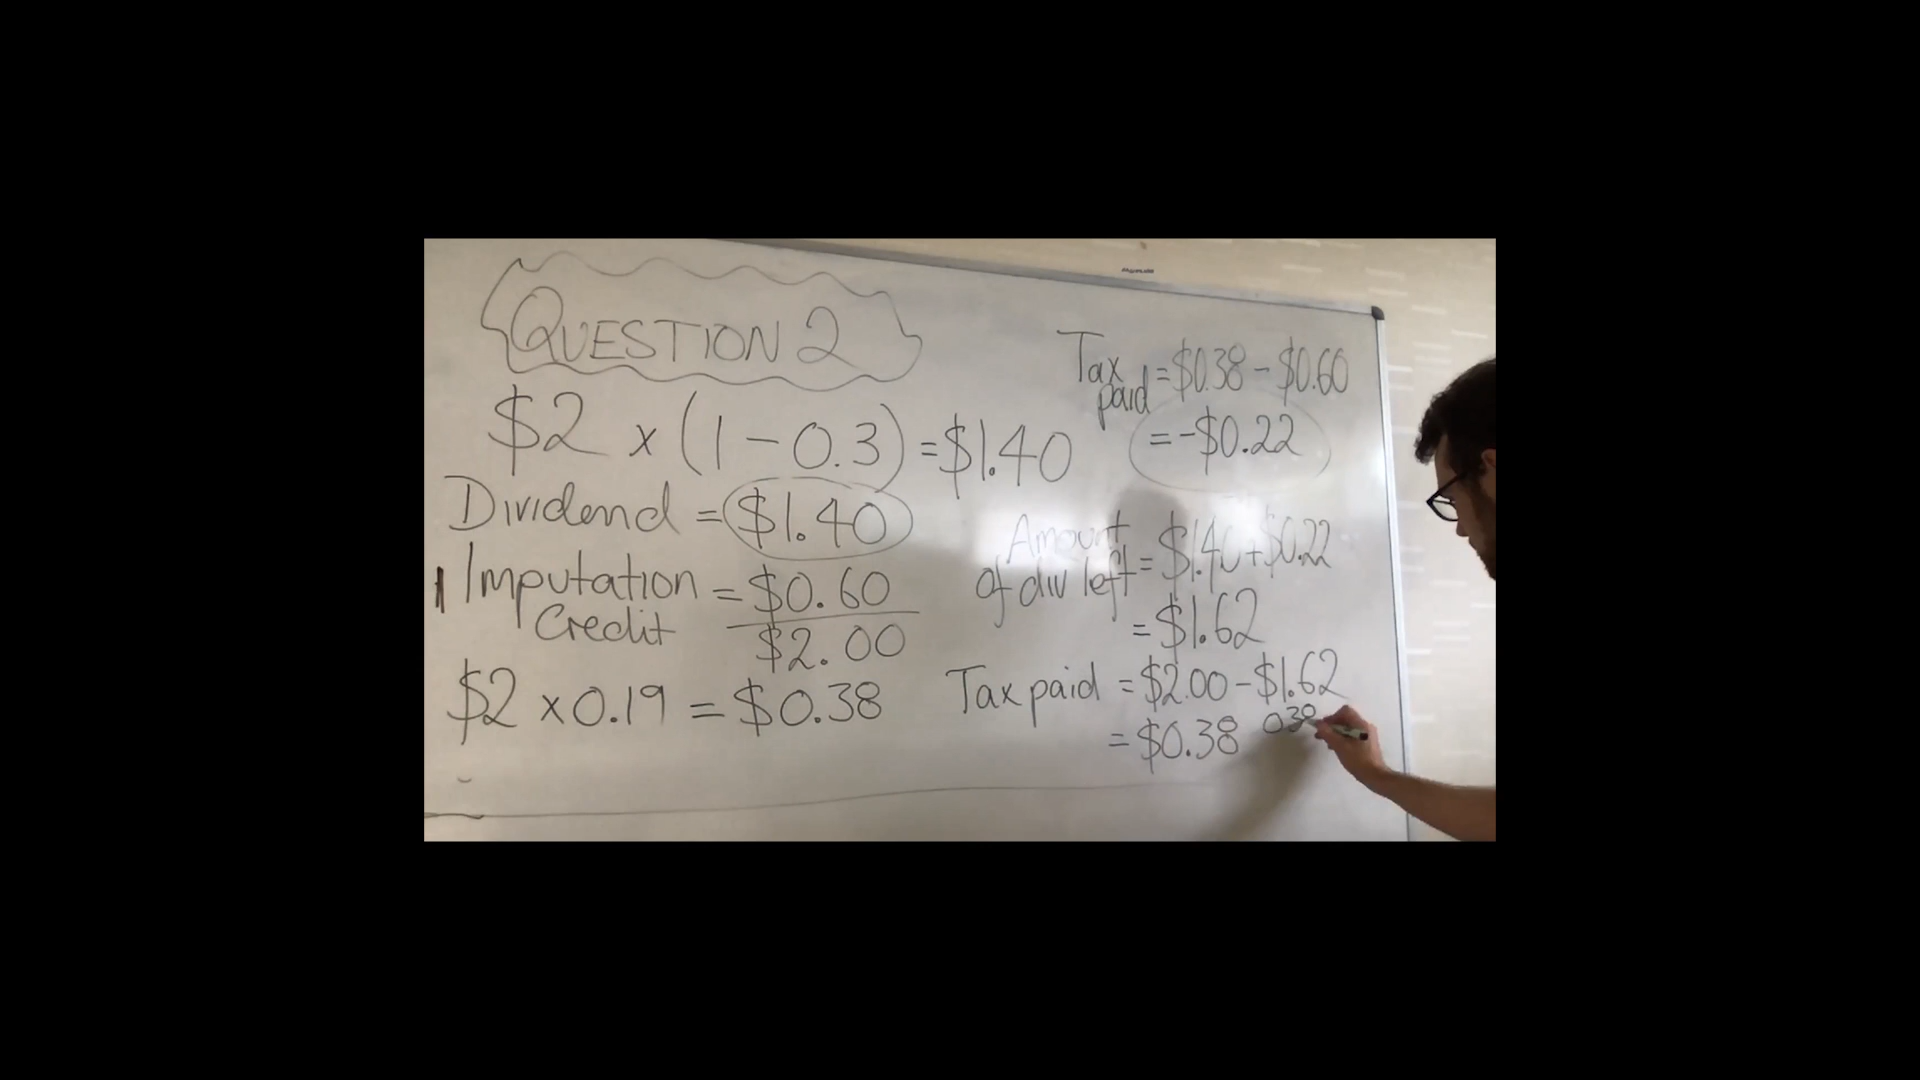 QUESTION 2
$2 x (1 - 0.3) = $1.40
Dividend = $1.40
Imputation = $0.60
Credit
$2.00
$2 x 0.19 = $0.38
Tax paid = $0.38 - $0.60
= -$0.22
Amount of div left = $1.40 + $0.22
= $1.62
Tax paid = $2.00 - $1.62
= $0.38
0.38